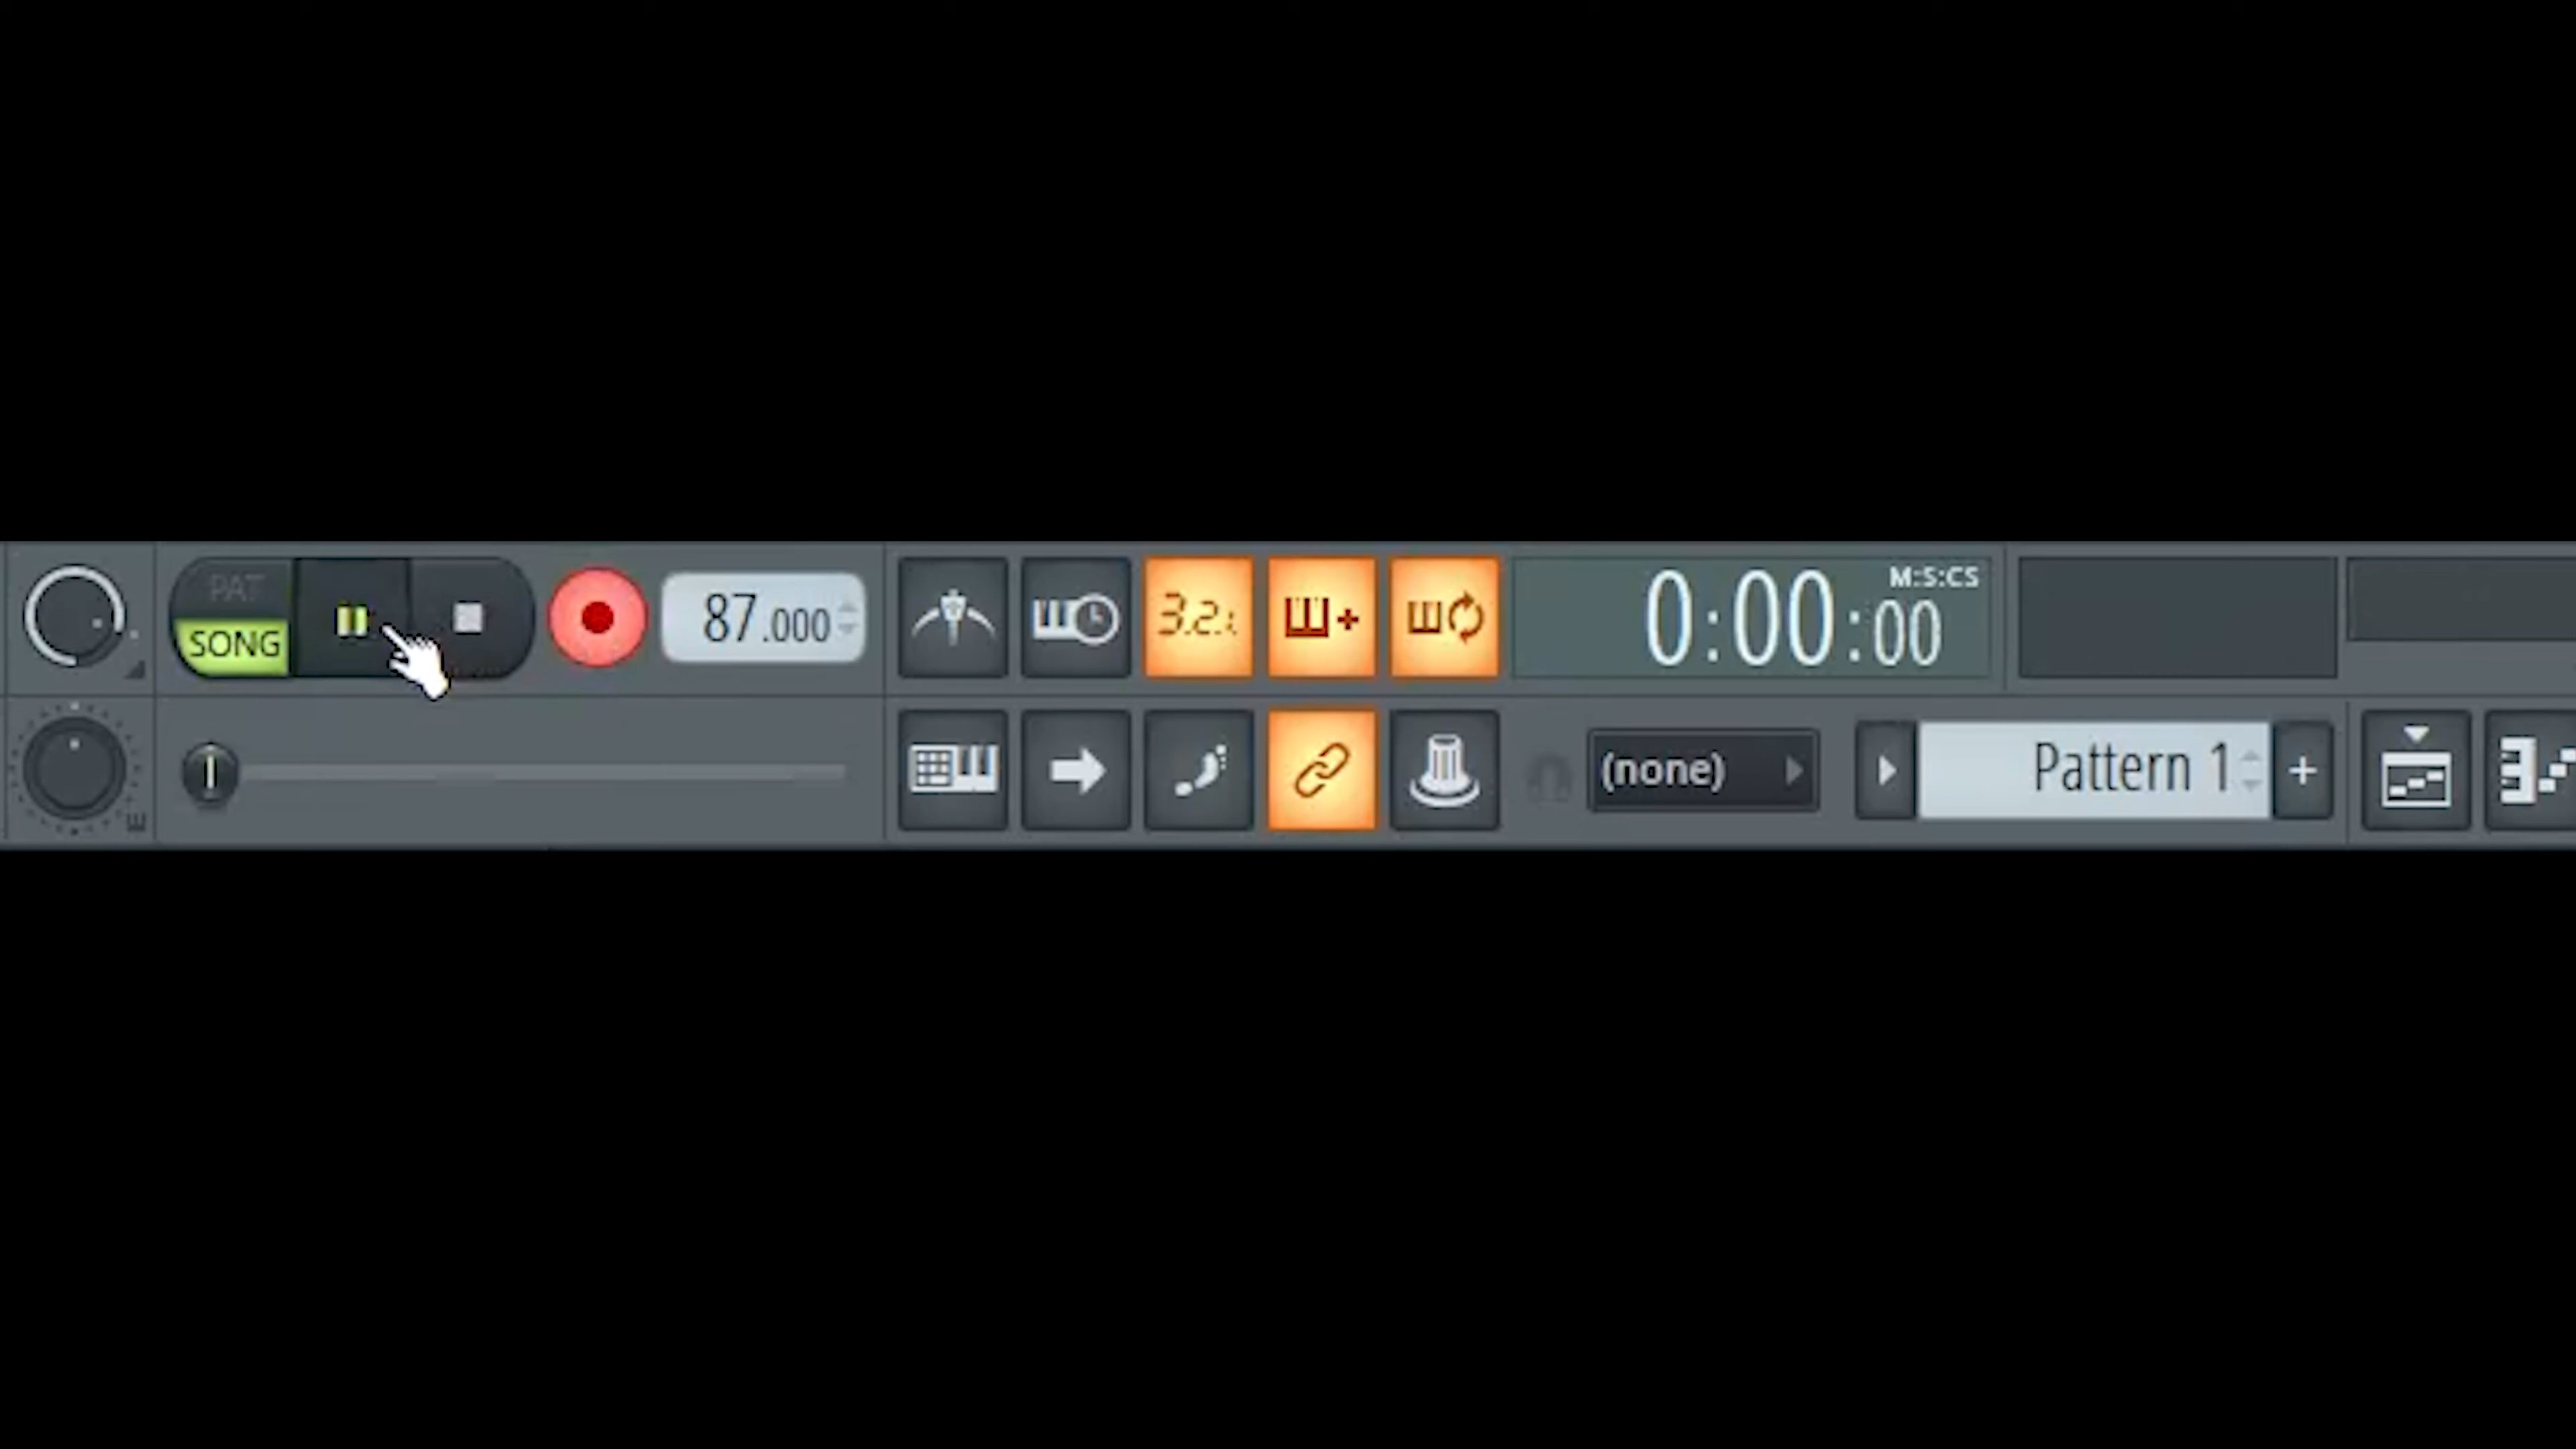 PAT
SONG
87.000
3.2.1
M:S:CS
0:00:00
(none)
Pattern 1
+